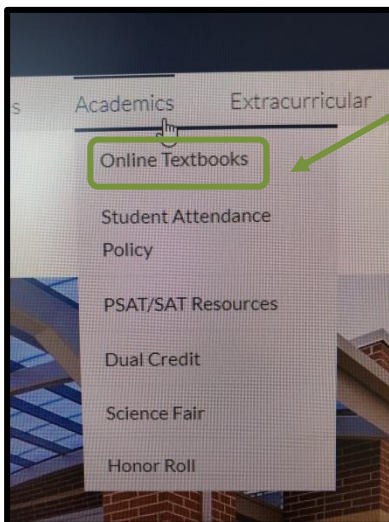 s Academics Extracurricular
Online Textbooks
Student Attendance
Policy
PSAT/SAT Resources
Dual Credit
Science Fair
Honor Roll